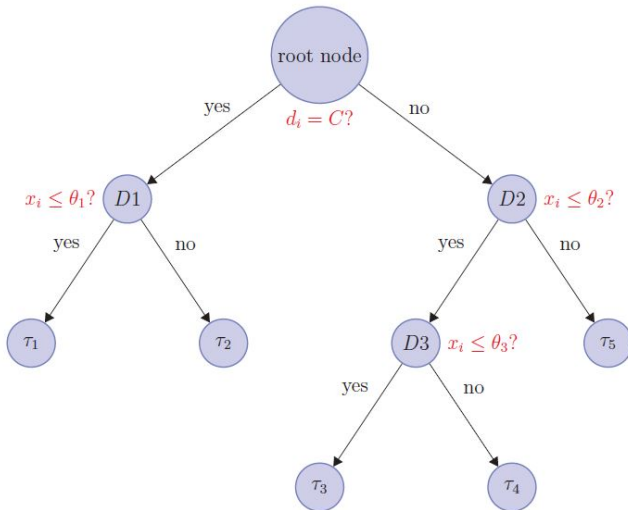 root node
yes
no
d_i = C?
x_i ≤ θ_1?
D1
D2
x_i ≤ θ_2?
yes
no
yes
no
τ_1
τ_2
D3
x_i ≤ θ_3?
τ_5
yes
no
τ_3
τ_4